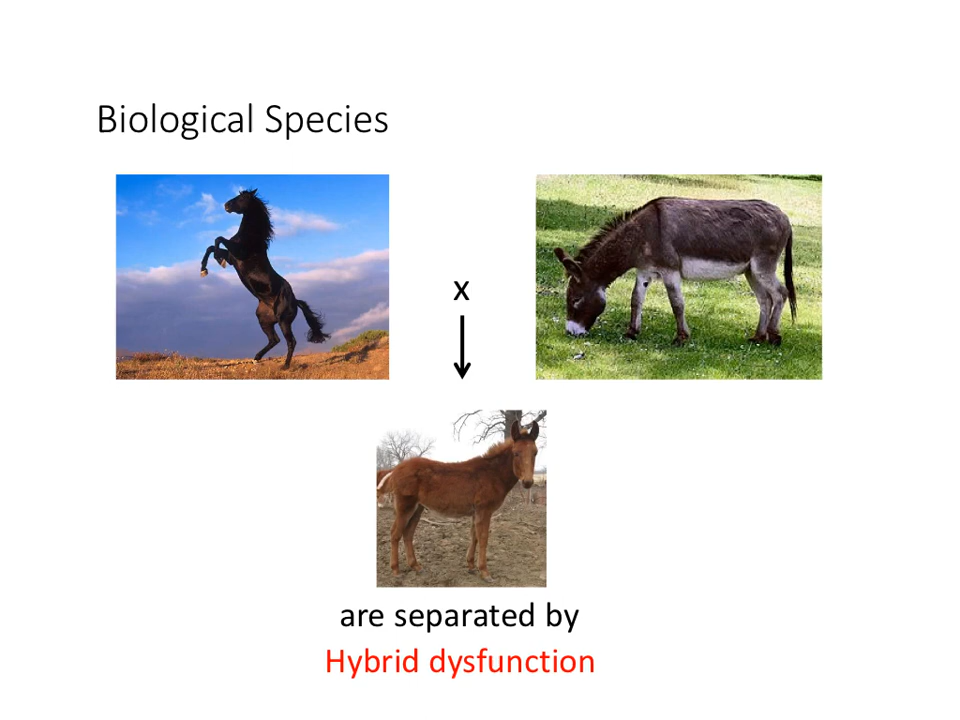 Biological Species
x
are separated by
Hybrid dysfunction